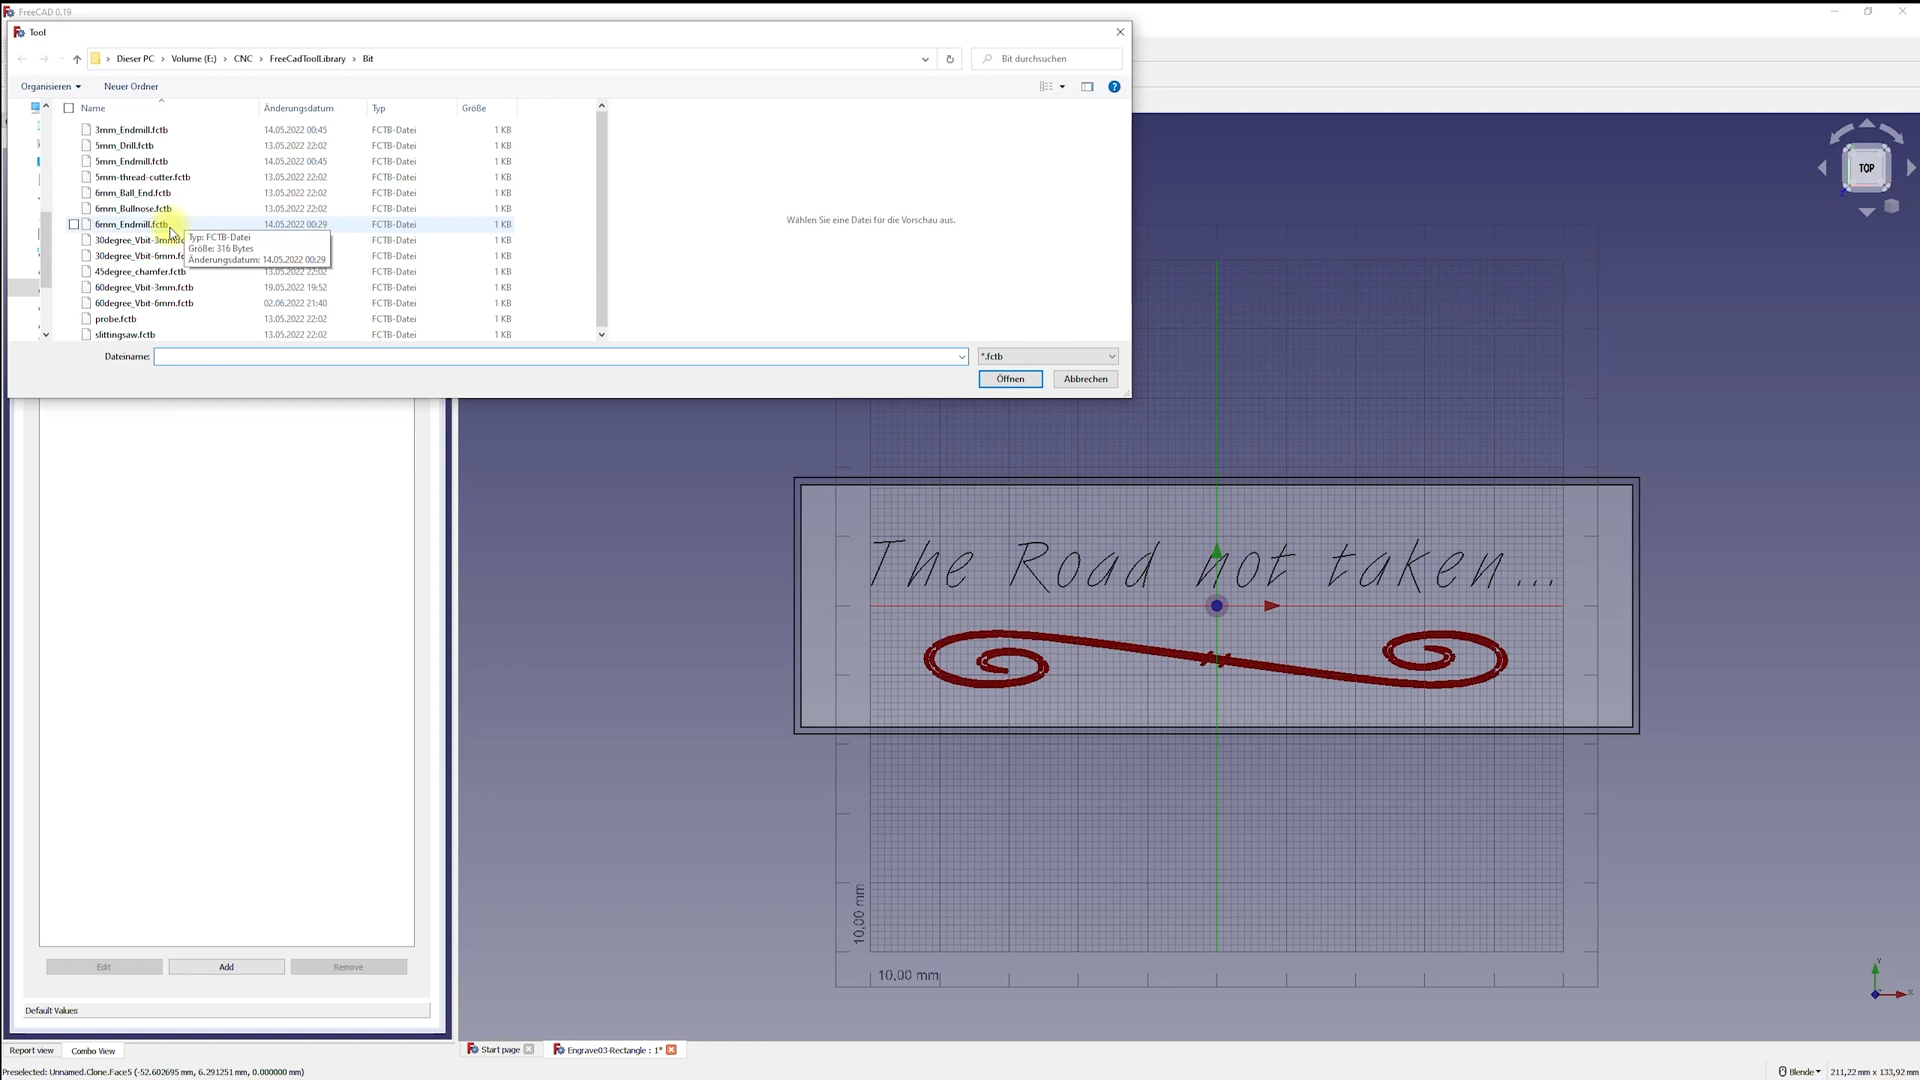 FreeCAD 0.19
Tool
Dieser PC > Volume (E:) > CNC > FreeCadToolLibrary > Bit
Bit durchsuchen
Organisieren
Neuer Ordner
Name Änderungsdatum Typ Größe
3mm_Endmill.fctb 14.05.2022 00:45 FCTB-Datei 1 KB
5mm_Drill.fctb 13.05.2022 22:02 FCTB-Datei 1 KB
5mm_Endmill.fctb 14.05.2022 00:45 FCTB-Datei 1 KB
5mm-thread-cutter.fctb 13.05.2022 22:02 FCTB-Datei 1 KB
6mm_Ball_End.fctb 13.05.2022 22:02 FCTB-Datei 1 KB
6mm_Bullnose.fctb 13.05.2022 22:02 FCTB-Datei 1 KB
6mm_Endmill.fctb 14.05.2022 00:29 FCTB-Datei 1 KB
30degree_Vbit-3mm.fc FCTB-Datei 1 KB
30degree_Vbit-6mm.fc FCTB-Datei 1 KB
45degree_chamfer.fctb 13.05.2022 22:02 FCTB-Datei 1 KB
60degree_Vbit-3mm.fctb 19.05.2022 19:52 FCTB-Datei 1 KB
60degree_Vbit-6mm.fctb 02.06.2022 21:40 FCTB-Datei 1 KB
probe.fctb 13.05.2022 22:02 FCTB-Datei 1 KB
slittingsaw.fctb 13.05.2022 22:02 FCTB-Datei 1 KB
Typ: FCTB-Datei
Größe: 316 Bytes
Änderungsdatum: 14.05.2022 00:29
Wählen Sie eine Datei für die Vorschau aus.
Dateiname:
*.fctb
Öffnen
Abbrechen
TOP
The Road not taken...
10,00 mm
10,00 mm
Edit
Add
Remove
Default Values
Y
X
Report view
Combo View
Start page
Engrave03-Rectangle : 1*
Preselected: Unnamed.Clone.Face5 (-52.602695 mm, 6.291251 mm, 0.000000 mm)
Blende
211,22 mm x 133,92 mm